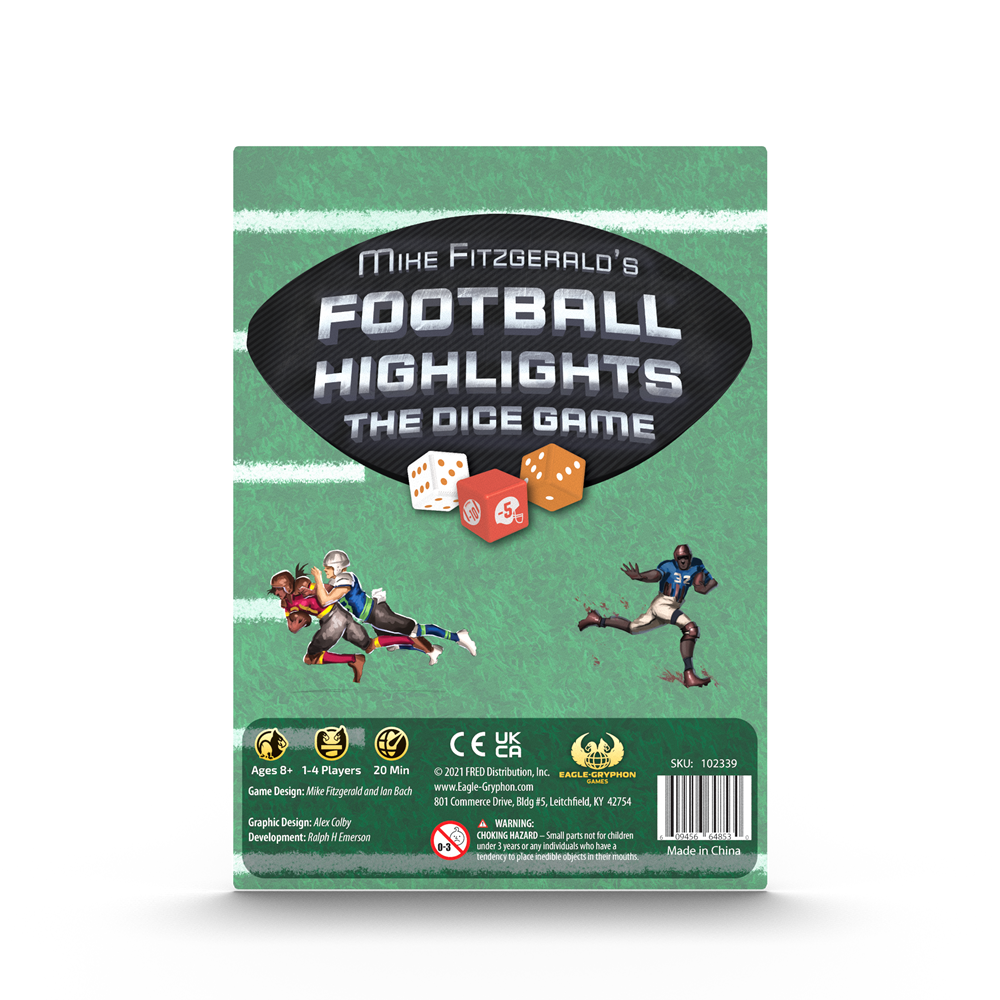 MIKE FITZGERALD'S
FOOTBALL
HIGHLIGHTS
THE DICE GAME
1-10
-5
37
Ages 8+ 1-4 Players 20 Min
Game Design: Mike Fitzgerald and Ian Bach
Graphic Design: Alex Colby
Development: Ralph H Emerson
CE UK
CA
© 2021 FRED Distribution, Inc.
www.Eagle-Gryphon.com
801 Commerce Drive, Bldg #5, Leitchfield, KY 42754
EAGLE-GRYPHON
GAMES
0-3
WARNING:
CHOKING HAZARD – Small parts not for children
under 3 years or any individuals who have a
tendency to place inedible objects in their mouths.
SKU: 102339
6 09456 64853 6
Made in China